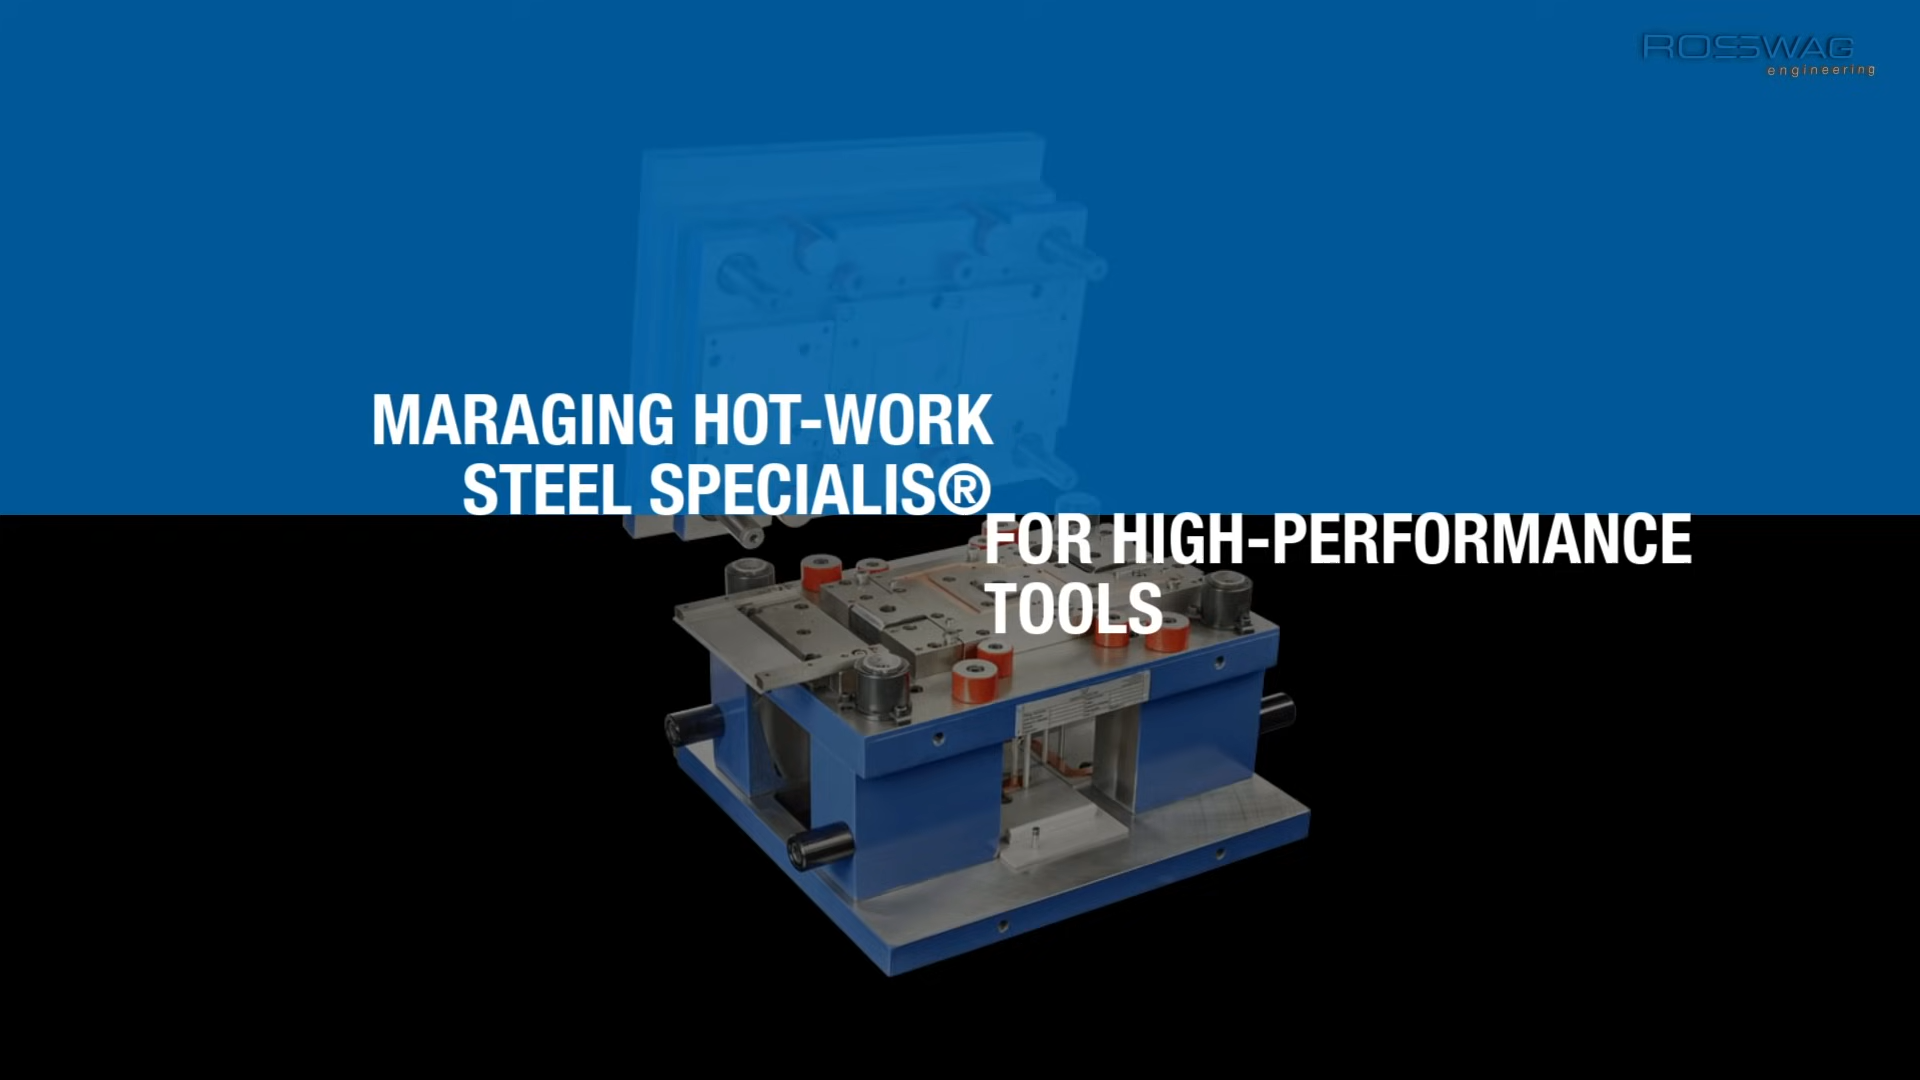 ROSSWAG
engineering
MARAGING HOT-WORK
STEEL SPECIALIS®
FOR HIGH-PERFORMANCE
TOOLS